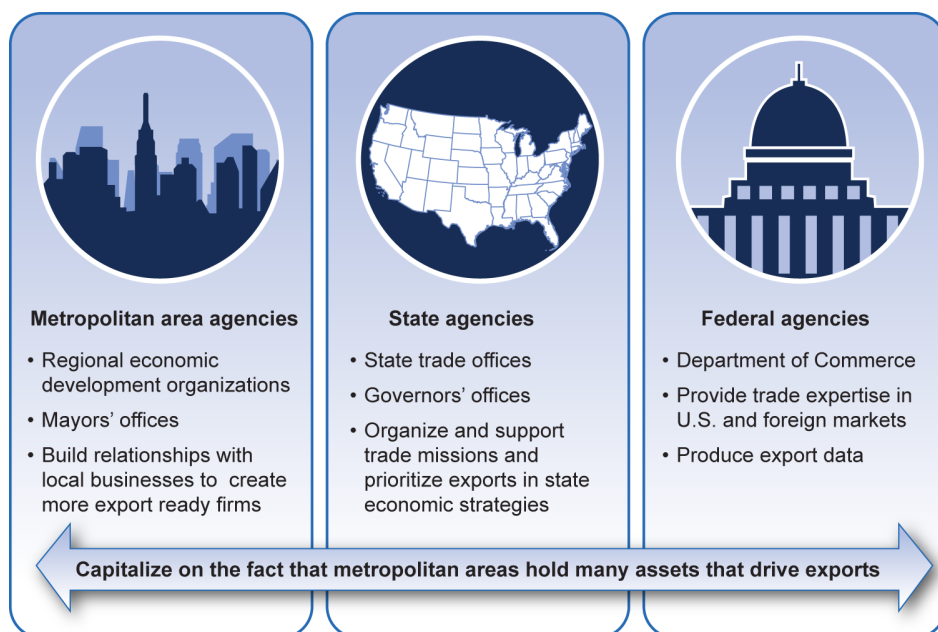 Metropolitan area agencies
• Regional economic
development organizations
• Mayors' offices
• Build relationships with
local businesses to create
more export ready firms
State agencies
• State trade offices
• Governors' offices
• Organize and support
trade missions and
prioritize exports in state
economic strategies
Federal agencies
• Department of Commerce
• Provide trade expertise in
U.S. and foreign markets
• Produce export data
Capitalize on the fact that metropolitan areas hold many assets that drive exports